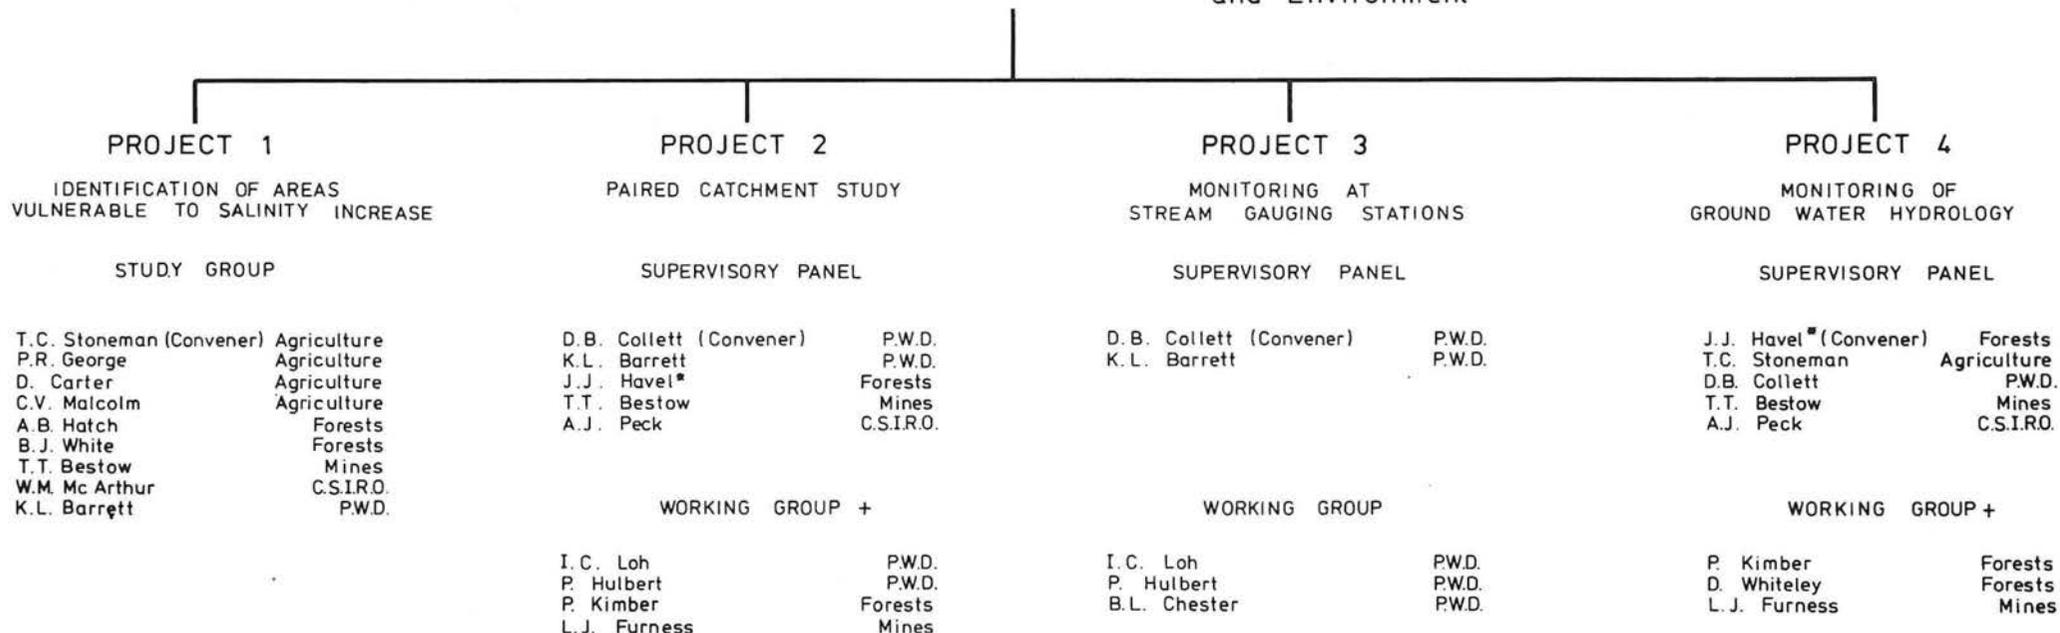 and Environment
PROJECT 1
IDENTIFICATION OF AREAS
VULNERABLE TO SALINITY INCREASE
STUDY GROUP
T.C. Stoneman (Convener) Agriculture
P.R. George Agriculture
D. Carter Agriculture
C.V. Malcolm Agriculture
A.B. Hatch Forests
B.J. White Forests
T.T. Bestow Mines
W.M. Mc Arthur C.S.I.R.O.
K.L. Barrett P.W.D.
PROJECT 2
PAIRED CATCHMENT STUDY
SUPERVISORY PANEL
D.B. Collett (Convener) P.W.D.
K.L. Barrett P.W.D.
J.J. Havel* Forests
T.T. Bestow Mines
A.J. Peck C.S.I.R.O.
WORKING GROUP +
I.C. Loh P.W.D.
P. Hulbert P.W.D.
P. Kimber Forests
L.J. Furness Mines
PROJECT 3
MONITORING AT
STREAM GAUGING STATIONS
SUPERVISORY PANEL
D.B. Collett (Convener) P.W.D.
K.L. Barrett P.W.D.
WORKING GROUP
I.C. Loh P.W.D.
P. Hulbert P.W.D.
B.L. Chester P.W.D.
PROJECT 4
MONITORING OF
GROUND WATER HYDROLOGY
SUPERVISORY PANEL
J.J. Havel* (Convener) Forests
T.C. Stoneman Agriculture
D.B. Collett P.W.D.
T.T. Bestow Mines
A.J. Peck C.S.I.R.O.
WORKING GROUP +
P. Kimber Forests
D. Whiteley Forests
L.J. Furness Mines